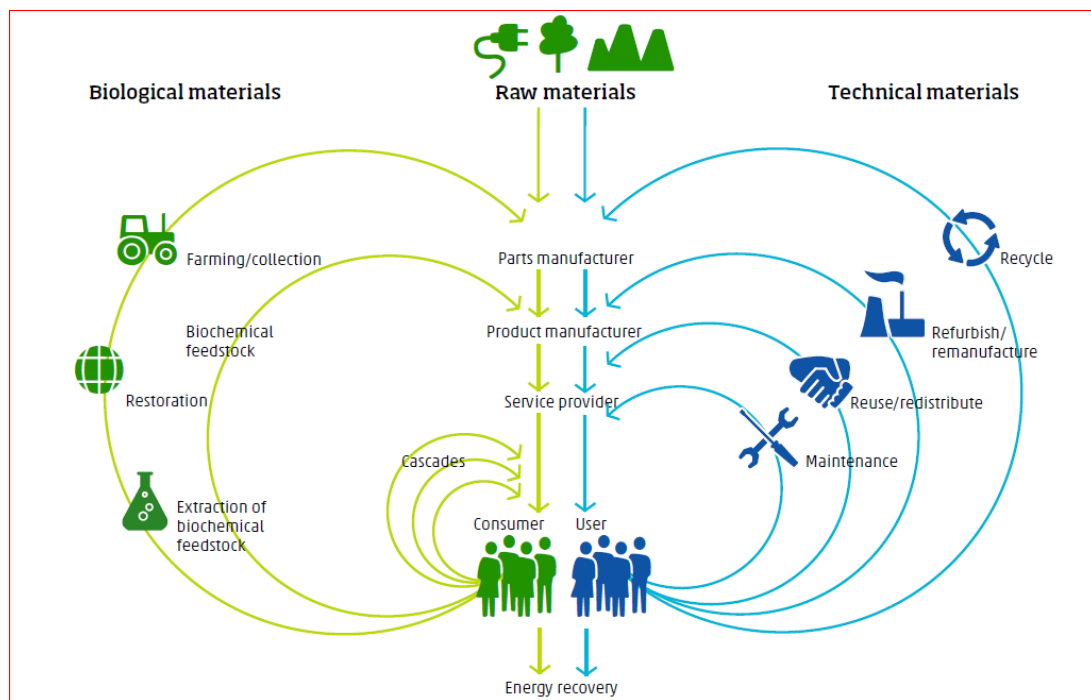 Biological materials
Raw materials
Technical materials
Farming/collection
Parts manufacturer
Recycle
Biochemical
feedstock
Product manufacturer
Refurbish/
remanufacture
Restoration
Service provider
Reuse/redistribute
Cascades
Maintenance
Extraction of
biochemical
feedstock
Consumer
User
Energy recovery